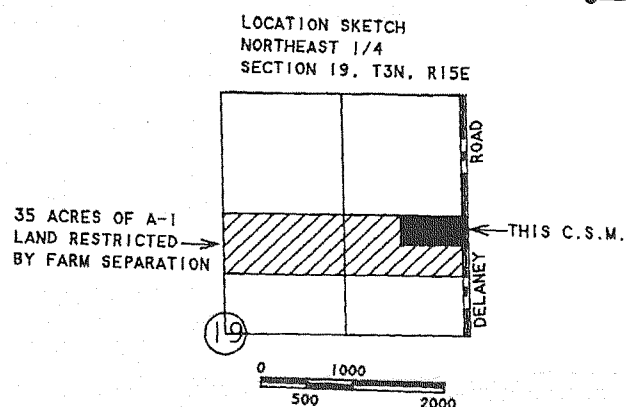 LOCATION SKETCH
NORTHEAST 1/4
SECTION 19, T3N, R15E
ROAD
35 ACRES OF A-1
LAND RESTRICTED
BY FARM SEPARATION
THIS C.S.M.
DELANEY
19
0 1000
500 2000